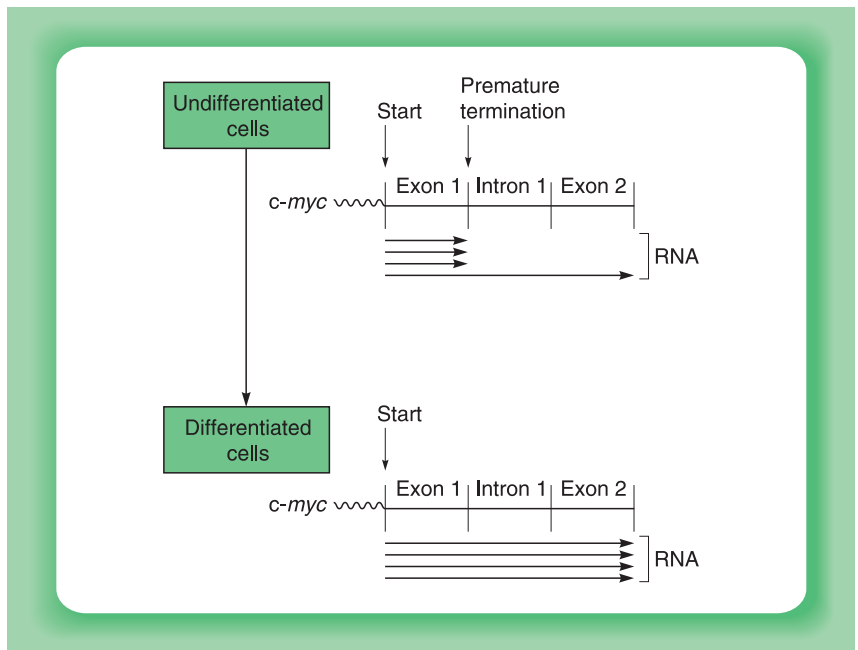 Undifferentiated
cells
Start
Premature
termination
c-myc
Exon 1 Intron 1 Exon 2
RNA
Differentiated
cells
Start
c-myc
Exon 1 Intron 1 Exon 2
RNA